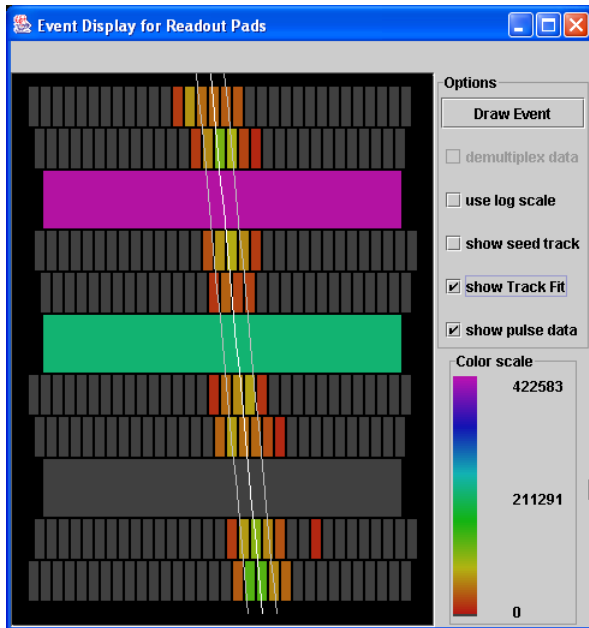 Event Display for Readout Pads
Options
Draw Event
demultiplex data
use log scale
show seed track
show Track Fit
show pulse data
Color scale
422583
211291
0